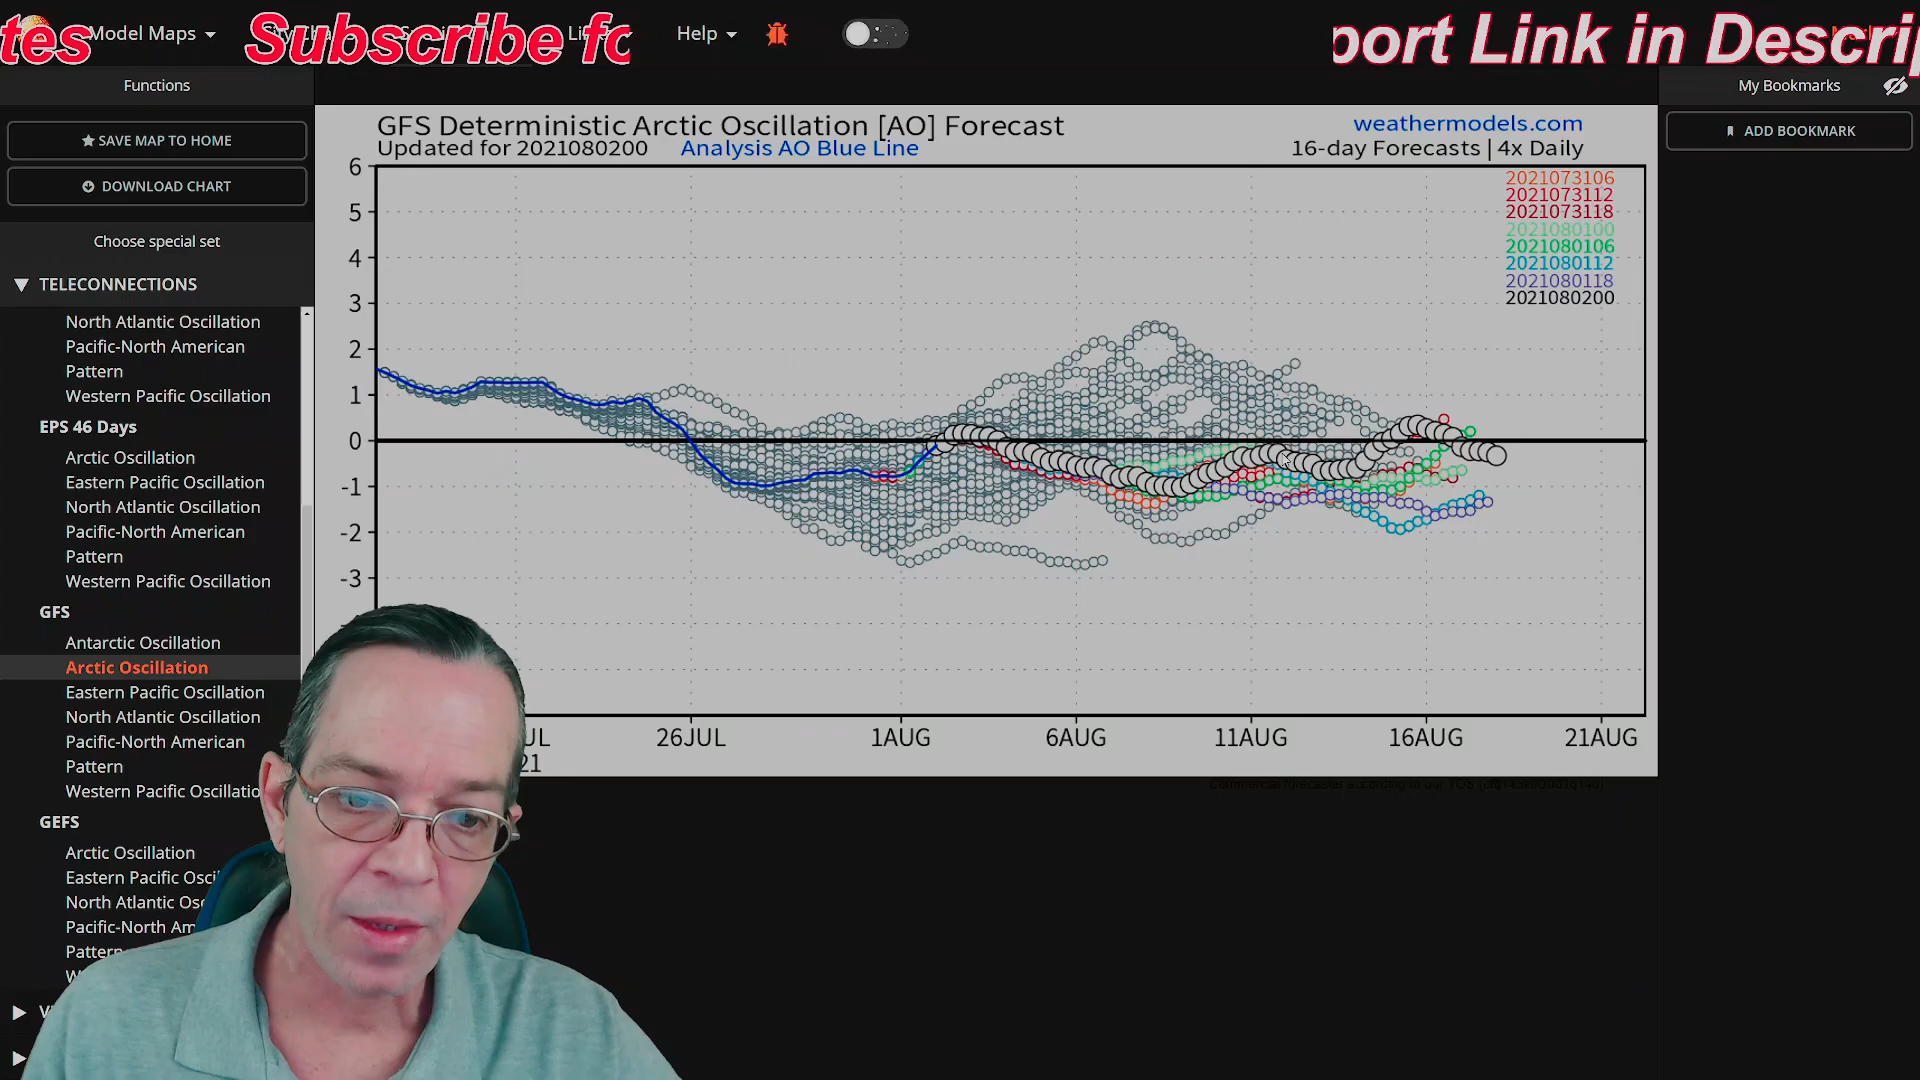 tes Subscribe fo port Link in Descrip
Model Maps Help
Functions
SAVE MAP TO HOME
DOWNLOAD CHART
Choose special set
TELECONNECTIONS
North Atlantic Oscillation
Pacific-North American
Pattern
Western Pacific Oscillation
EPS 46 Days
Arctic Oscillation
Eastern Pacific Oscillation
North Atlantic Oscillation
Pacific-North American
Pattern
Western Pacific Oscillation
GFS
Antarctic Oscillation
Arctic Oscillation
Eastern Pacific Oscillation
North Atlantic Oscillation
Pacific-North American
Pattern
Western Pacific Oscillatio
GEFS
Arctic Oscillation
Eastern Pacific Osci
North Atlantic Osc
Pacific-North Am
Pattern
W
GFS Deterministic Arctic Oscillation [AO] Forecast
weathermodels.com
Updated for 2021080200 Analysis AO Blue Line
16-day Forecasts | 4x Daily
2021073106
2021073112
2021073118
2021080100
2021080106
2021080112
2021080118
2021080200
6
5
4
3
2
1
0
-1
-2
-3
UL 26JUL 1AUG 6AUG 11AUG 16AUG 21AUG
21
My Bookmarks
ADD BOOKMARK